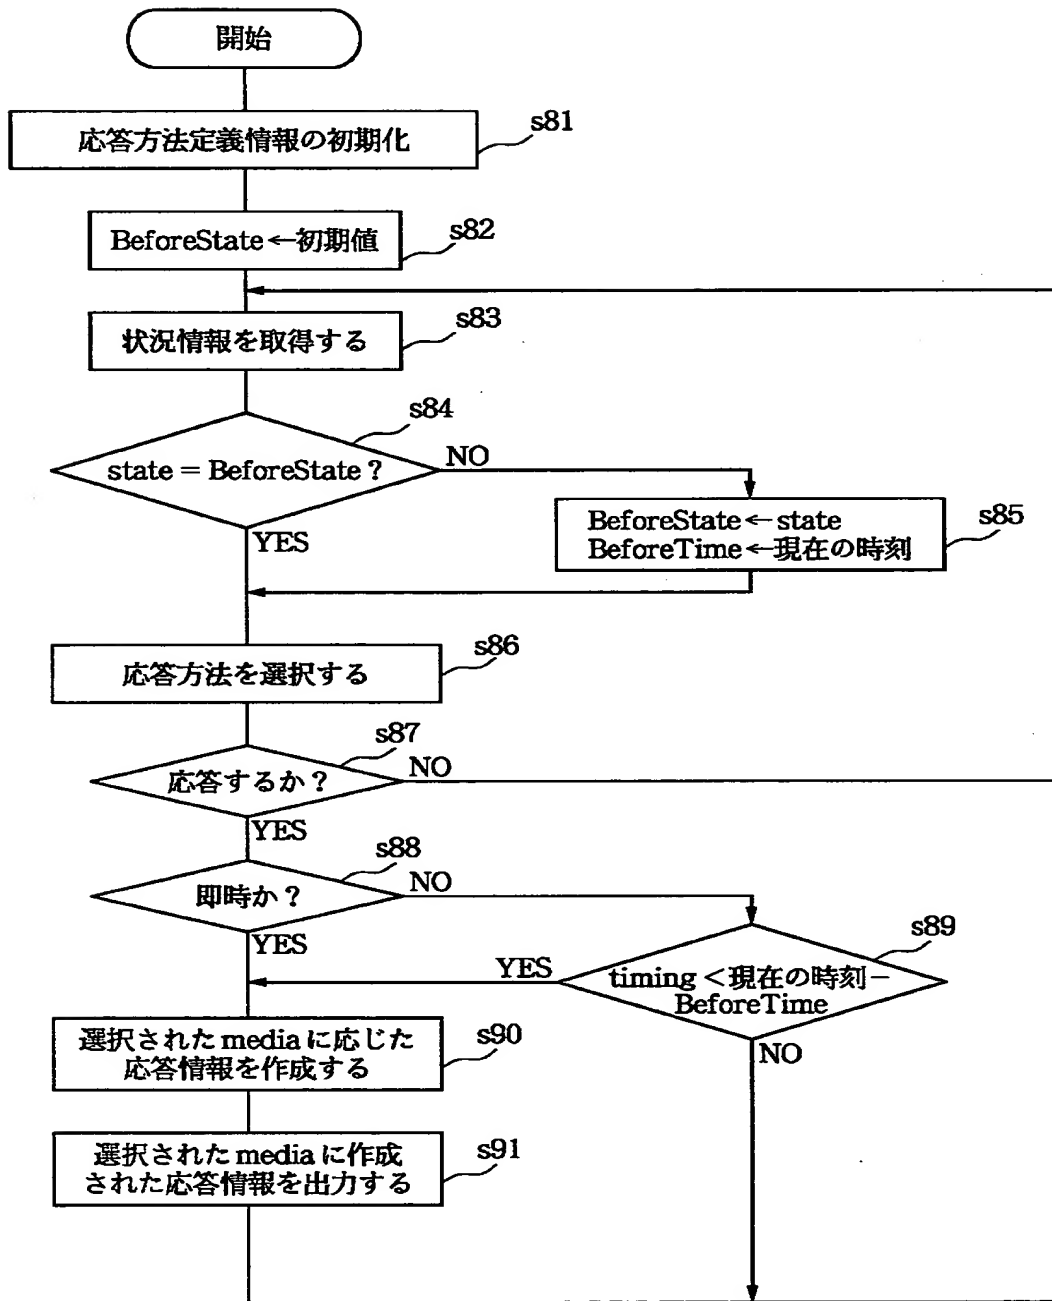 開始
応答方法定義情報の初期化
s81
BeforeState←初期値
s82
状況情報を取得する
s83
s84
state = BeforeState?
NO
YES
BeforeState←state
BeforeTime←現在の時刻
s85
応答方法を選択する
s86
s87
応答するか?
NO
YES
s88
即時か?
NO
YES
s89
timing <現在の時刻−
BeforeTime
YES
NO
選択された mediaに応じた
応答情報を作成する
s90
選択された mediaに作成
された応答情報を出力する
s91